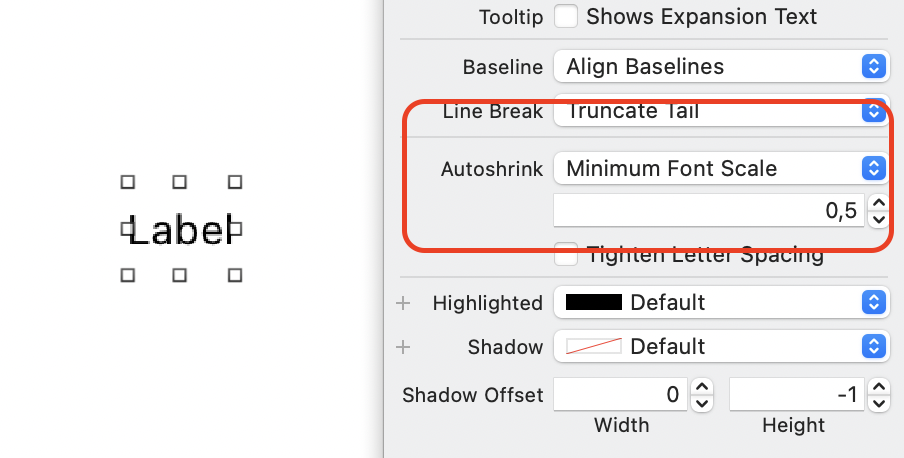 Tooltip Shows Expansion Text
Baseline Align Baselines
Line Break Truncate Tail
Autoshrink Minimum Font Scale
0,5
Label
Tighten Letter Spacing
+ Highlighted Default
+ Shadow Default
Shadow Offset 0 -1
Width Height